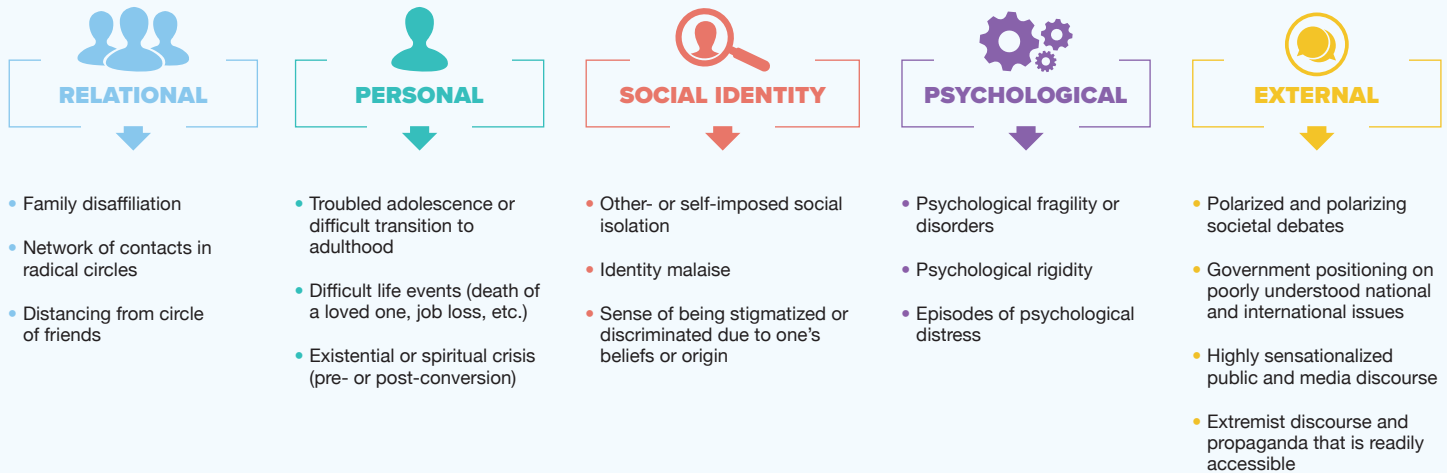 RELATIONAL
• Family disaffiliation
• Network of contacts in
radical circles
• Distancing from circle
of friends
PERSONAL
• Troubled adolescence or
difficult transition to
adulthood
• Difficult life events (death of
a loved one, job loss, etc.)
• Existential or spiritual crisis
(pre- or post-conversion)
SOCIAL IDENTITY
• Other- or self-imposed social
isolation
• Identity malaise
• Sense of being stigmatized or
discriminated due to one’s
beliefs or origin
PSYCHOLOGICAL
• Psychological fragility or
disorders
• Psychological rigidity
• Episodes of psychological
distress
EXTERNAL
• Polarized and polarizing
societal debates
• Government positioning on
poorly understood national
and international issues
• Highly sensationalized
public and media discourse
• Extremist discourse and
propaganda that is readily
accessible